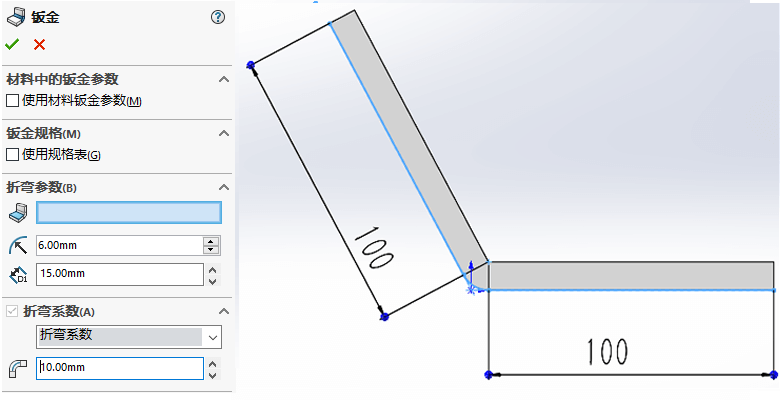 钣金
材料中的钣金参数
使用材料钣金参数(M)
钣金规格(M)
使用规格表(G)
折弯参数(B)
6.00mm
D1
15.00mm
折弯系数(A)
折弯系数
10.00mm
100
100